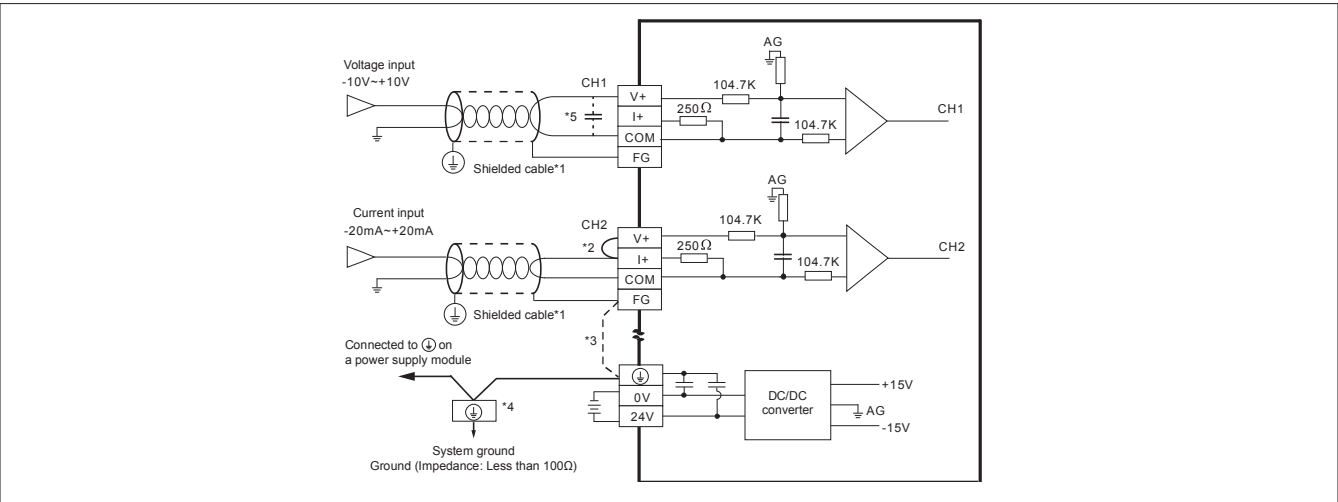 Voltage input
-10V~+10V
CH1
*5
V+
I+
COM
FG
Shielded cable*1
104.7K
250Ω
104.7K
AG
CH1
Current input
-20mA~+20mA
CH2
*2
V+
I+
COM
FG
Shielded cable*1
104.7K
250Ω
104.7K
AG
CH2
*3
Connected to ⏚ on
a power supply module
*4
System ground
Ground (Impedance: Less than 100Ω)
0V
24V
DC/DC
converter
+15V
AG
-15V